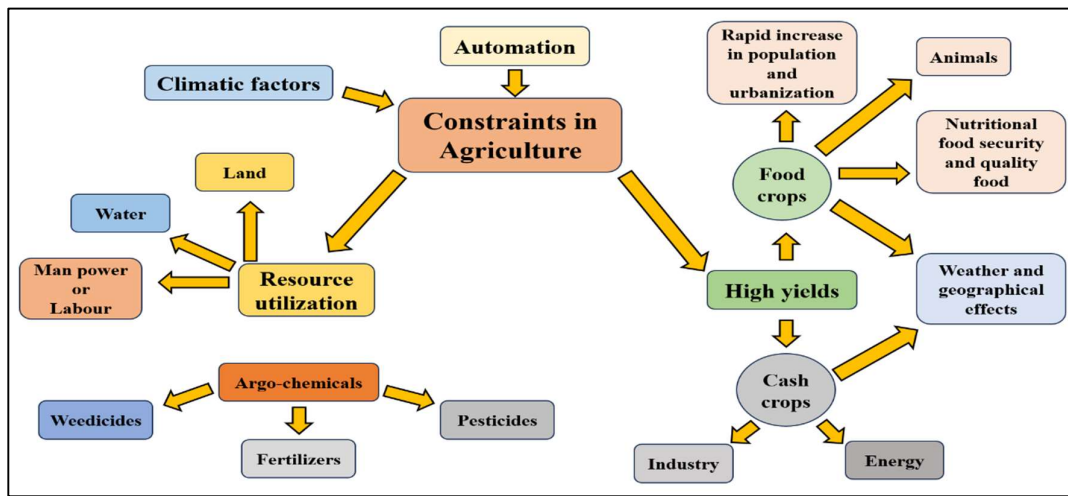 Automation
Climatic factors
Constraints in
Agriculture
Rapid increase
in population
and
urbanization
Animals
Nutritional
food security
and quality
food
Food
crops
Land
Water
Man power
or
Labour
Resource
utilization
High yields
Weather and
geographical
effects
Argo-chemicals
Weedicides
Fertilizers
Pesticides
Cash
crops
Industry
Energy